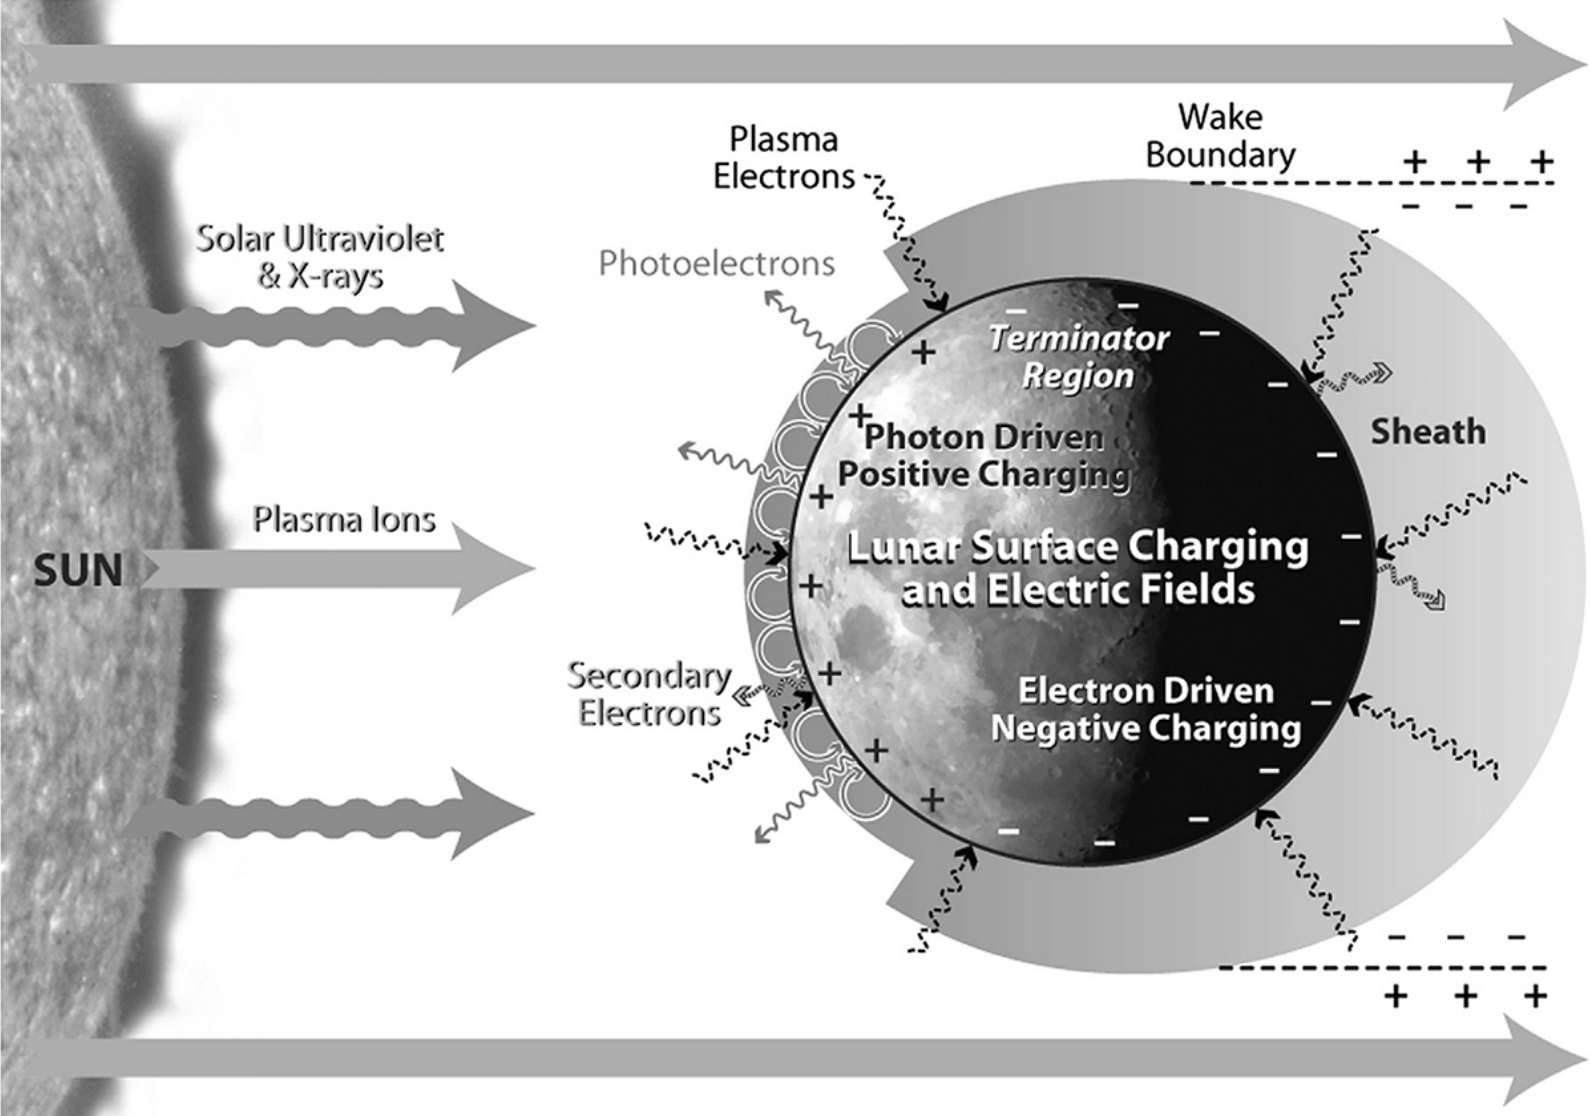 Wake
Boundary
+ + +
– – –
Plasma
Electrons
Solar Ultraviolet
& X-rays
Photoelectrons
– – –
Terminator
Region
+
–
Sheath
+
Photon Driven
Positive Charging
–
+
Plasma Ions
Lunar Surface Charging
and Electric Fields
–
SUN
+
–
Secondary
Electrons
+
Electron Driven
Negative Charging
–
+
–
+
– – –
– – –
+ + +